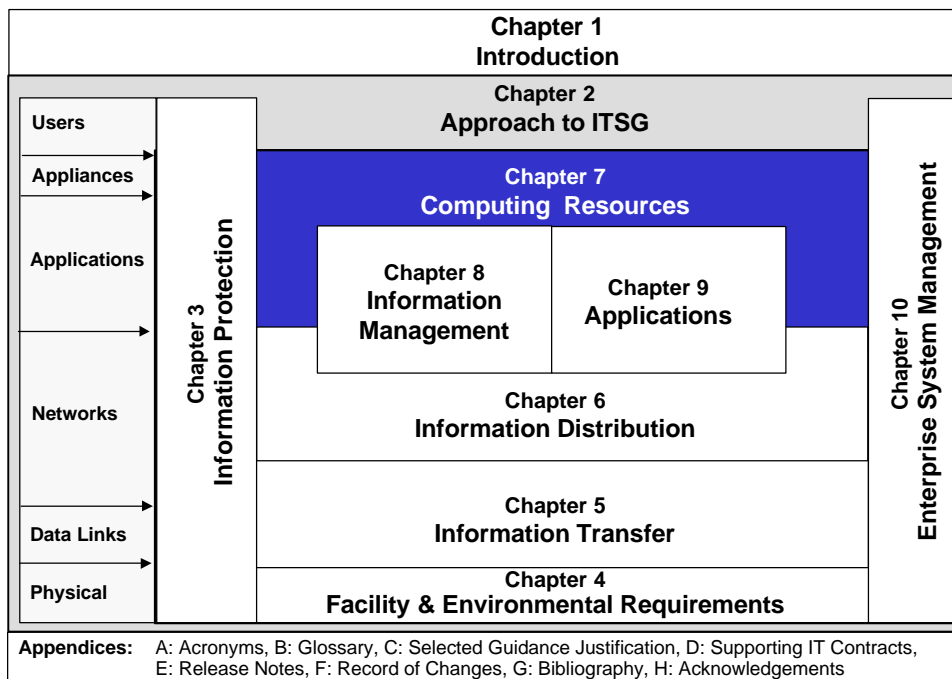 Chapter 1
Introduction
Chapter 2
Approach to ITSG
Users
Appliances
Applications
Networks
Data Links
Physical
Chapter 3
Information Protection
Chapter 7
Computing Resources
Chapter 8
Information
Management
Chapter 9
Applications
Chapter 6
Information Distribution
Chapter 5
Information Transfer
Chapter 4
Facility & Environmental Requirements
Chapter 10
Enterprise System Management
Appendices: A: Acronyms, B: Glossary, C: Selected Guidance Justification, D: Supporting IT Contracts,
E: Release Notes, F: Record of Changes, G: Bibliography, H: Acknowledgements